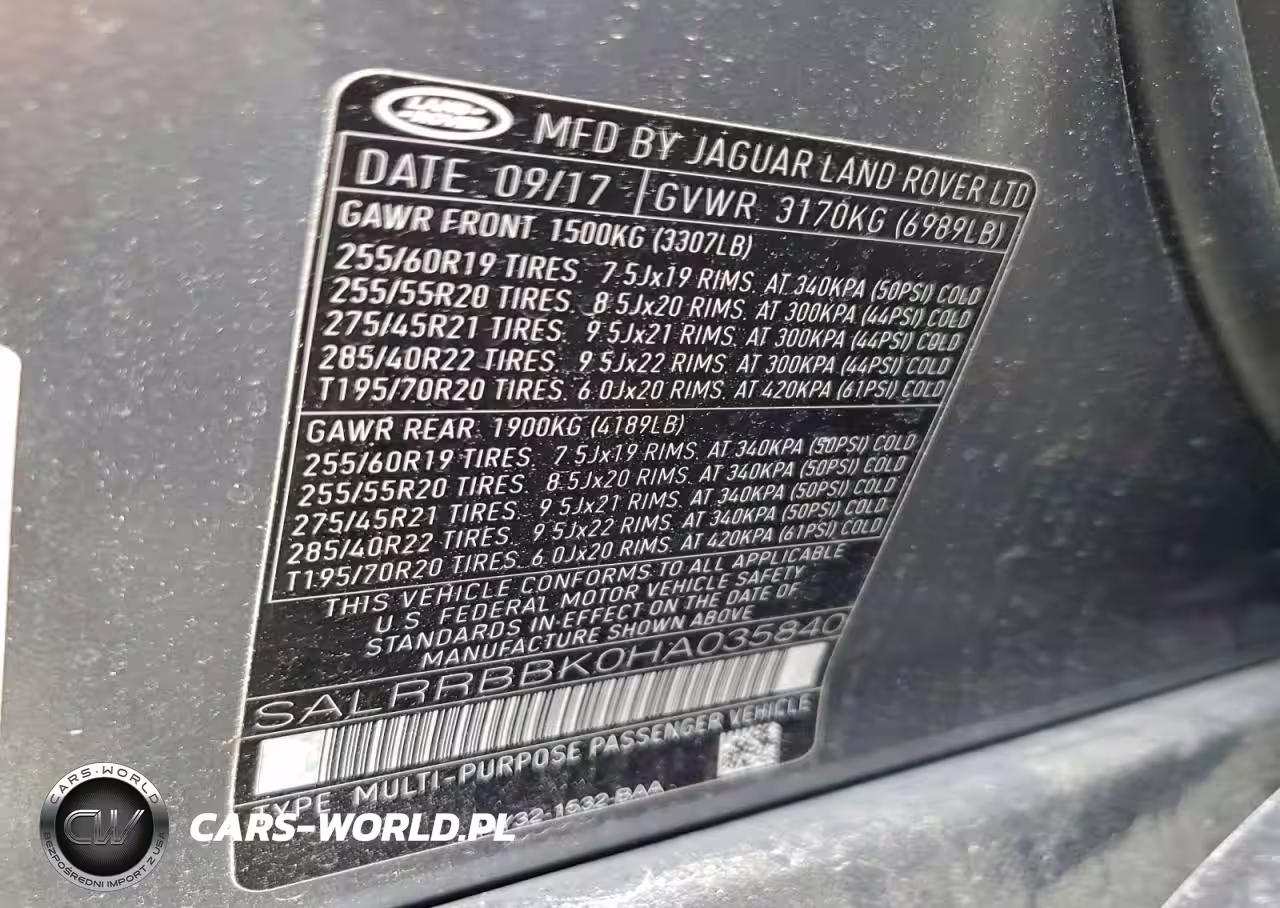 LAND ROVER
MFD BY JAGUAR LAND ROVER LTD
DATE 09/17 GVWR 3170KG (6989LB)
GAWR FRONT 1500KG (3307LB)
255/60R19 TIRES. 7.5Jx19 RIMS. AT 340KPA (50PSI) COLD
255/55R20 TIRES. 8.5Jx20 RIMS. AT 300KPA (44PSI) COLD
275/45R21 TIRES. 9.5Jx21 RIMS. AT 300KPA (44PSI) COLD
285/40R22 TIRES. 9.5Jx22 RIMS. AT 300KPA (44PSI) COLD
T195/70R20 TIRES. 6.0Jx20 RIMS. AT 420KPA (61PSI) COLD
GAWR REAR 1900KG (4189LB)
255/60R19 TIRES. 7.5Jx19 RIMS. AT 340KPA (50PSI) COLD
255/55R20 TIRES. 8.5Jx20 RIMS. AT 340KPA (50PSI) COLD
275/45R21 TIRES. 9.5Jx21 RIMS. AT 340KPA (50PSI) COLD
285/40R22 TIRES. 9.5Jx22 RIMS. AT 340KPA (50PSI) COLD
T195/70R20 TIRES. 6.0Jx20 RIMS. AT 420KPA (61PSI) COLD
THIS VEHICLE CONFORMS TO ALL APPLICABLE
U.S. FEDERAL MOTOR VEHICLE SAFETY
STANDARDS IN-EFFECT ON THE DATE OF
MANUFACTURE SHOWN ABOVE
SALRRBBK0HA035840
TYPE MULTI-PURPOSE PASSENGER VEHICLE
CARS-WORLD
CW
BEZPOŚREDNI IMPORT Z USA
CARS-WORLD.PL